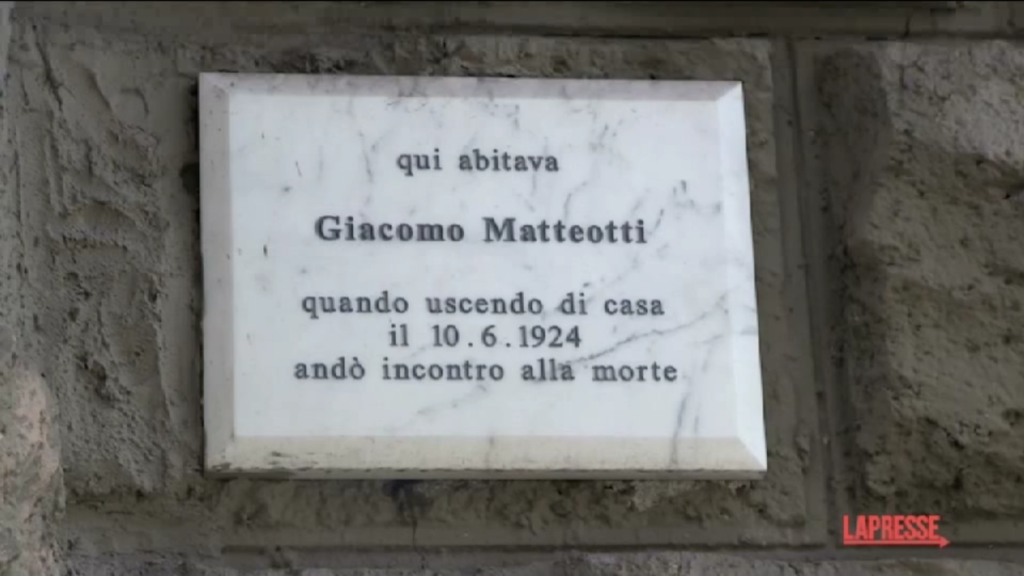 qui abitava
Giacomo Matteotti
quando uscendo di casa
il 10.6.1924
andò incontro alla morte
LAPRESSE